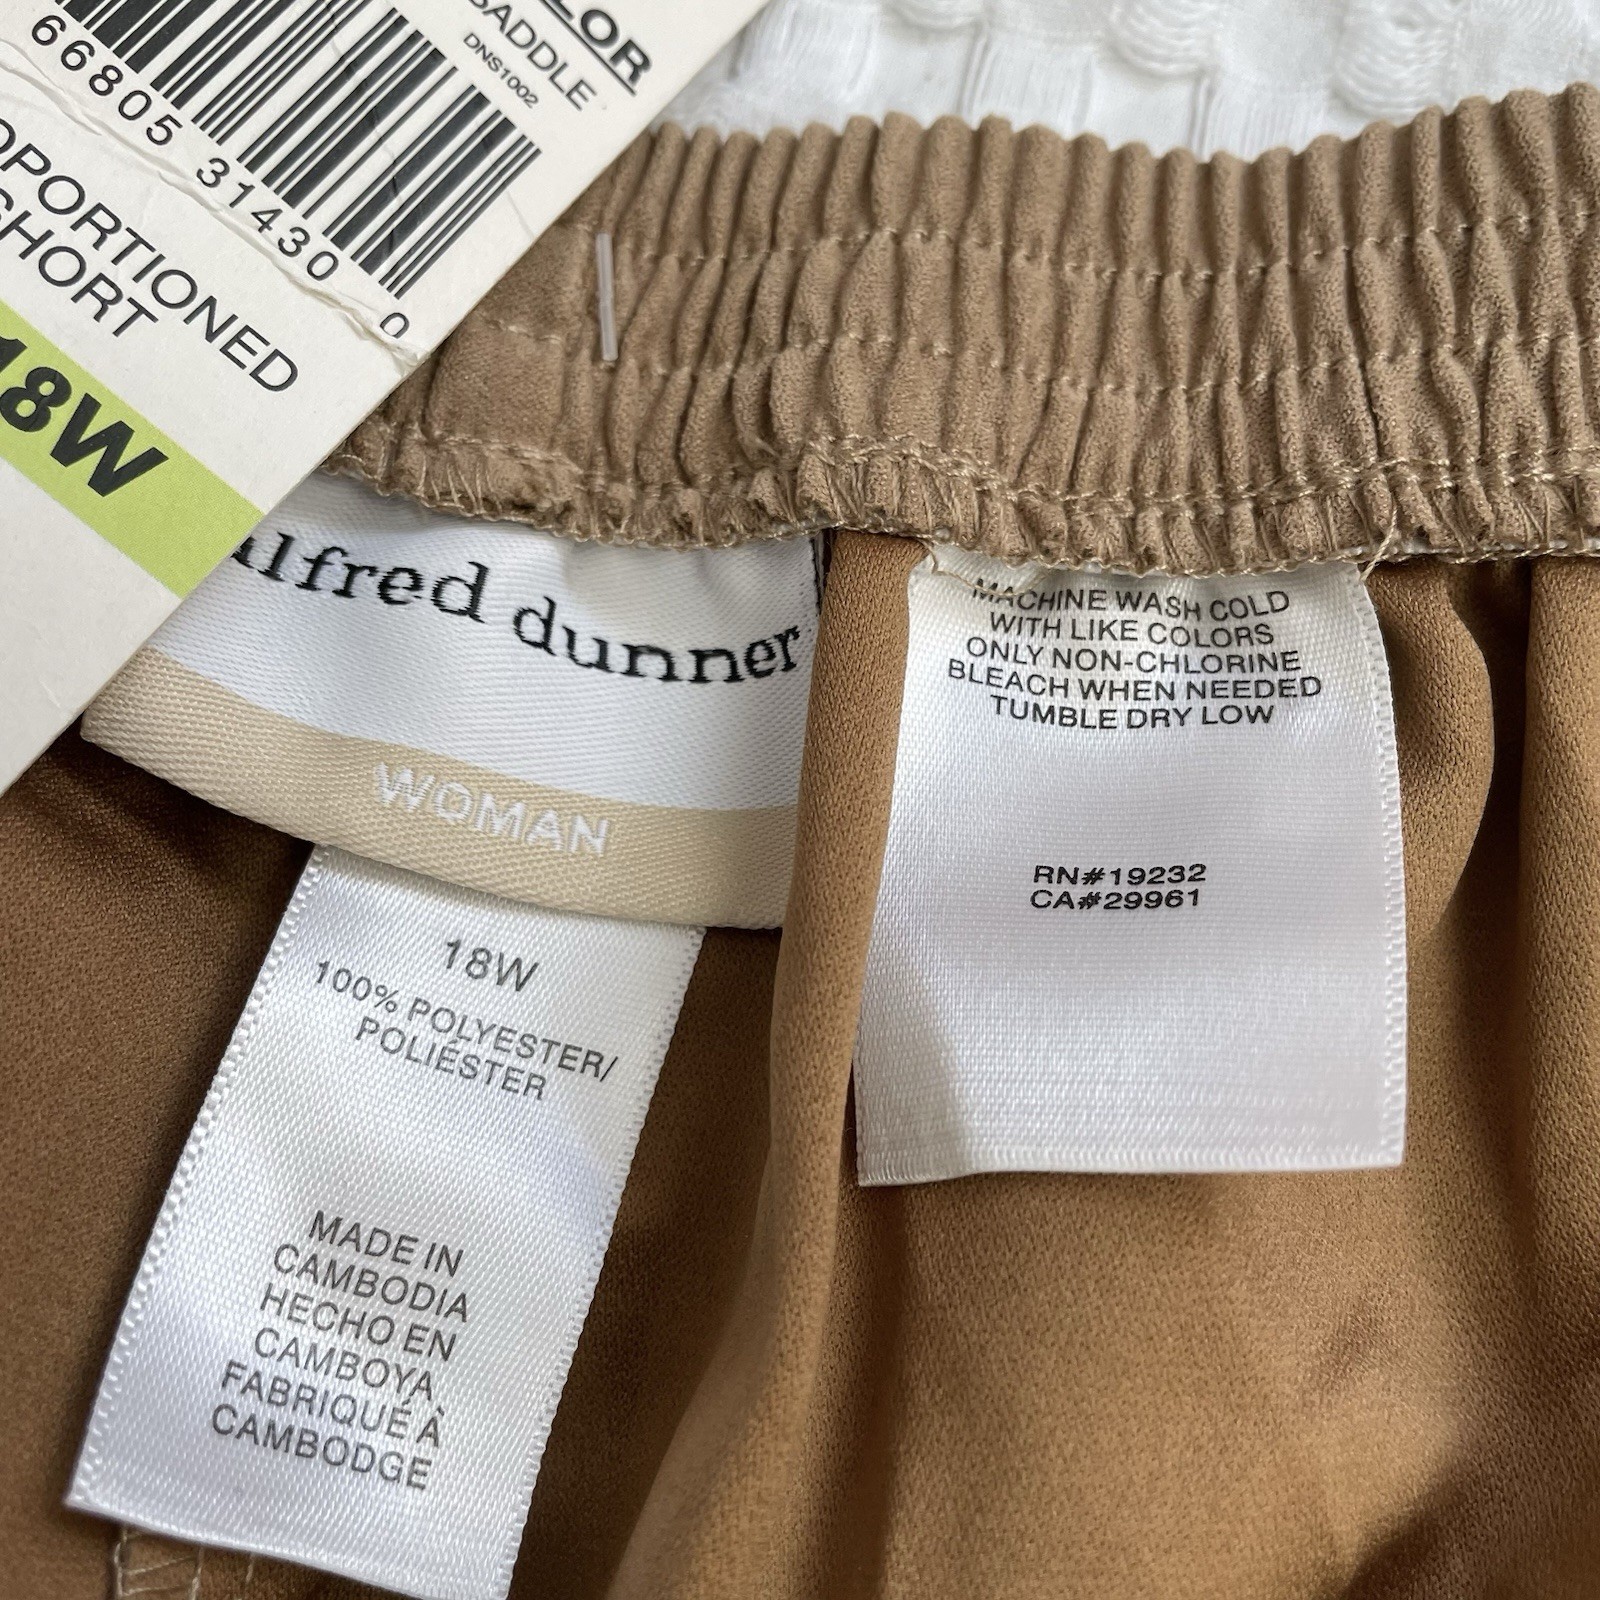 SADDLE
DNS1002
66805 31430 0
SHORT
18W
alfred dunner
WOMAN
18W
100% POLYESTER/
POLIÉSTER
MADE IN
CAMBODIA
HECHO EN
CAMBOYA
FABRIQUÉ À
CAMBODGE
MACHINE WASH COLD
WITH LIKE COLORS
ONLY NON-CHLORINE
BLEACH WHEN NEEDED
TUMBLE DRY LOW
RN#19232
CA#29961